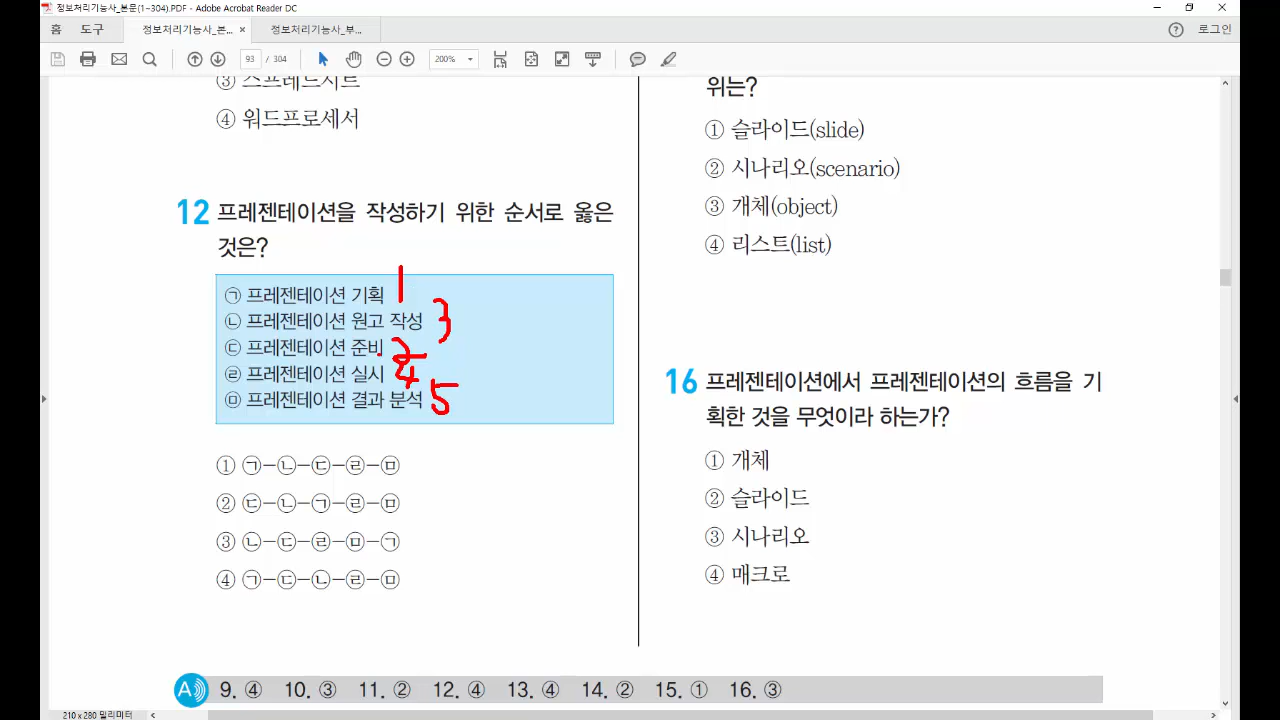 정보처리기능사_본문(1-304).PDF - Adobe Acrobat Reader DC
홈 도구 정보처리기능사_본... × 정보처리기능사_부... ? 로그인
93 / 304 200%
③ 스프레드시트
④ 워드프로세서
12 프레젠테이션을 작성하기 위한 순서로 옳은
것은?
㉠ 프레젠테이션 기획 1
㉡ 프레젠테이션 원고 작성 3
㉢ 프레젠테이션 준비 2
㉣ 프레젠테이션 실시 4
㉤ 프레젠테이션 결과 분석 5
① ㉠-㉡-㉢-㉣-㉤
② ㉢-㉡-㉠-㉣-㉤
③ ㉡-㉢-㉣-㉤-㉠
④ ㉠-㉢-㉡-㉣-㉤
위는?
① 슬라이드(slide)
② 시나리오(scenario)
③ 개체(object)
④ 리스트(list)
16 프레젠테이션에서 프레젠테이션의 흐름을 기
획한 것을 무엇이라 하는가?
① 개체
② 슬라이드
③ 시나리오
④ 매크로
A 9. ④ 10. ③ 11. ② 12. ④ 13. ④ 14. ② 15. ① 16. ③
210 x 280 밀리미터